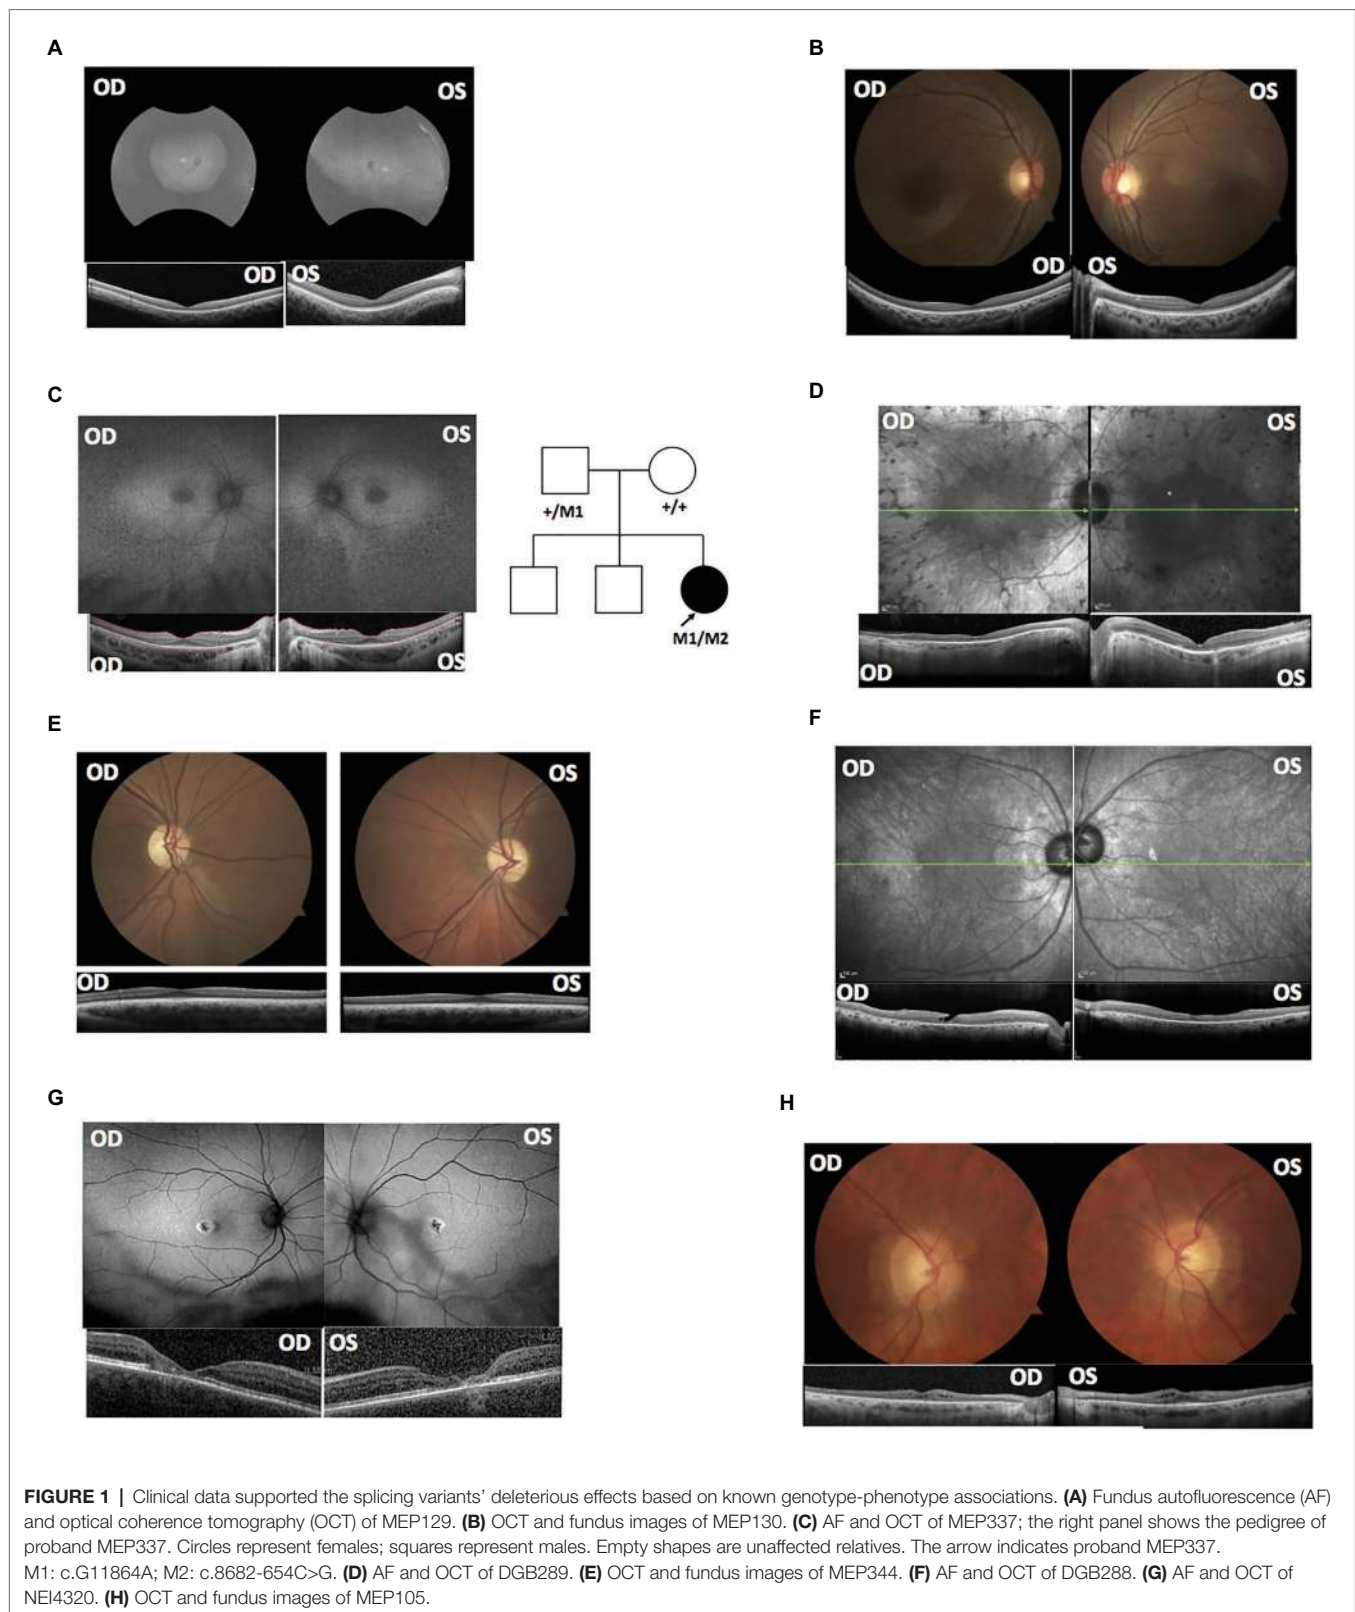 A
OD
OS
OD
OS
B
OD
OS
OD
OS
C
OD
OS
OD
OS
+/M1
+/+
M1/M2
D
OD
OS
OD
OS
E
OD
OS
OD
OS
F
OD
OS
OD
OS
G
OD
OS
OD
OS
H
OD
OS
OD
OS
FIGURE 1 | Clinical data supported the splicing variants’ deleterious effects based on known genotype-phenotype associations. (A) Fundus autofluorescence (AF)
and optical coherence tomography (OCT) of MEP129. (B) OCT and fundus images of MEP130. (C) AF and OCT of MEP337; the right panel shows the pedigree of
proband MEP337. Circles represent females; squares represent males. Empty shapes are unaffected relatives. The arrow indicates proband MEP337.
M1: c.G11864A; M2: c.8682-654C>G. (D) AF and OCT of DGB289. (E) OCT and fundus images of MEP344. (F) AF and OCT of DGB288. (G) AF and OCT of
NEI4320. (H) OCT and fundus images of MEP105.